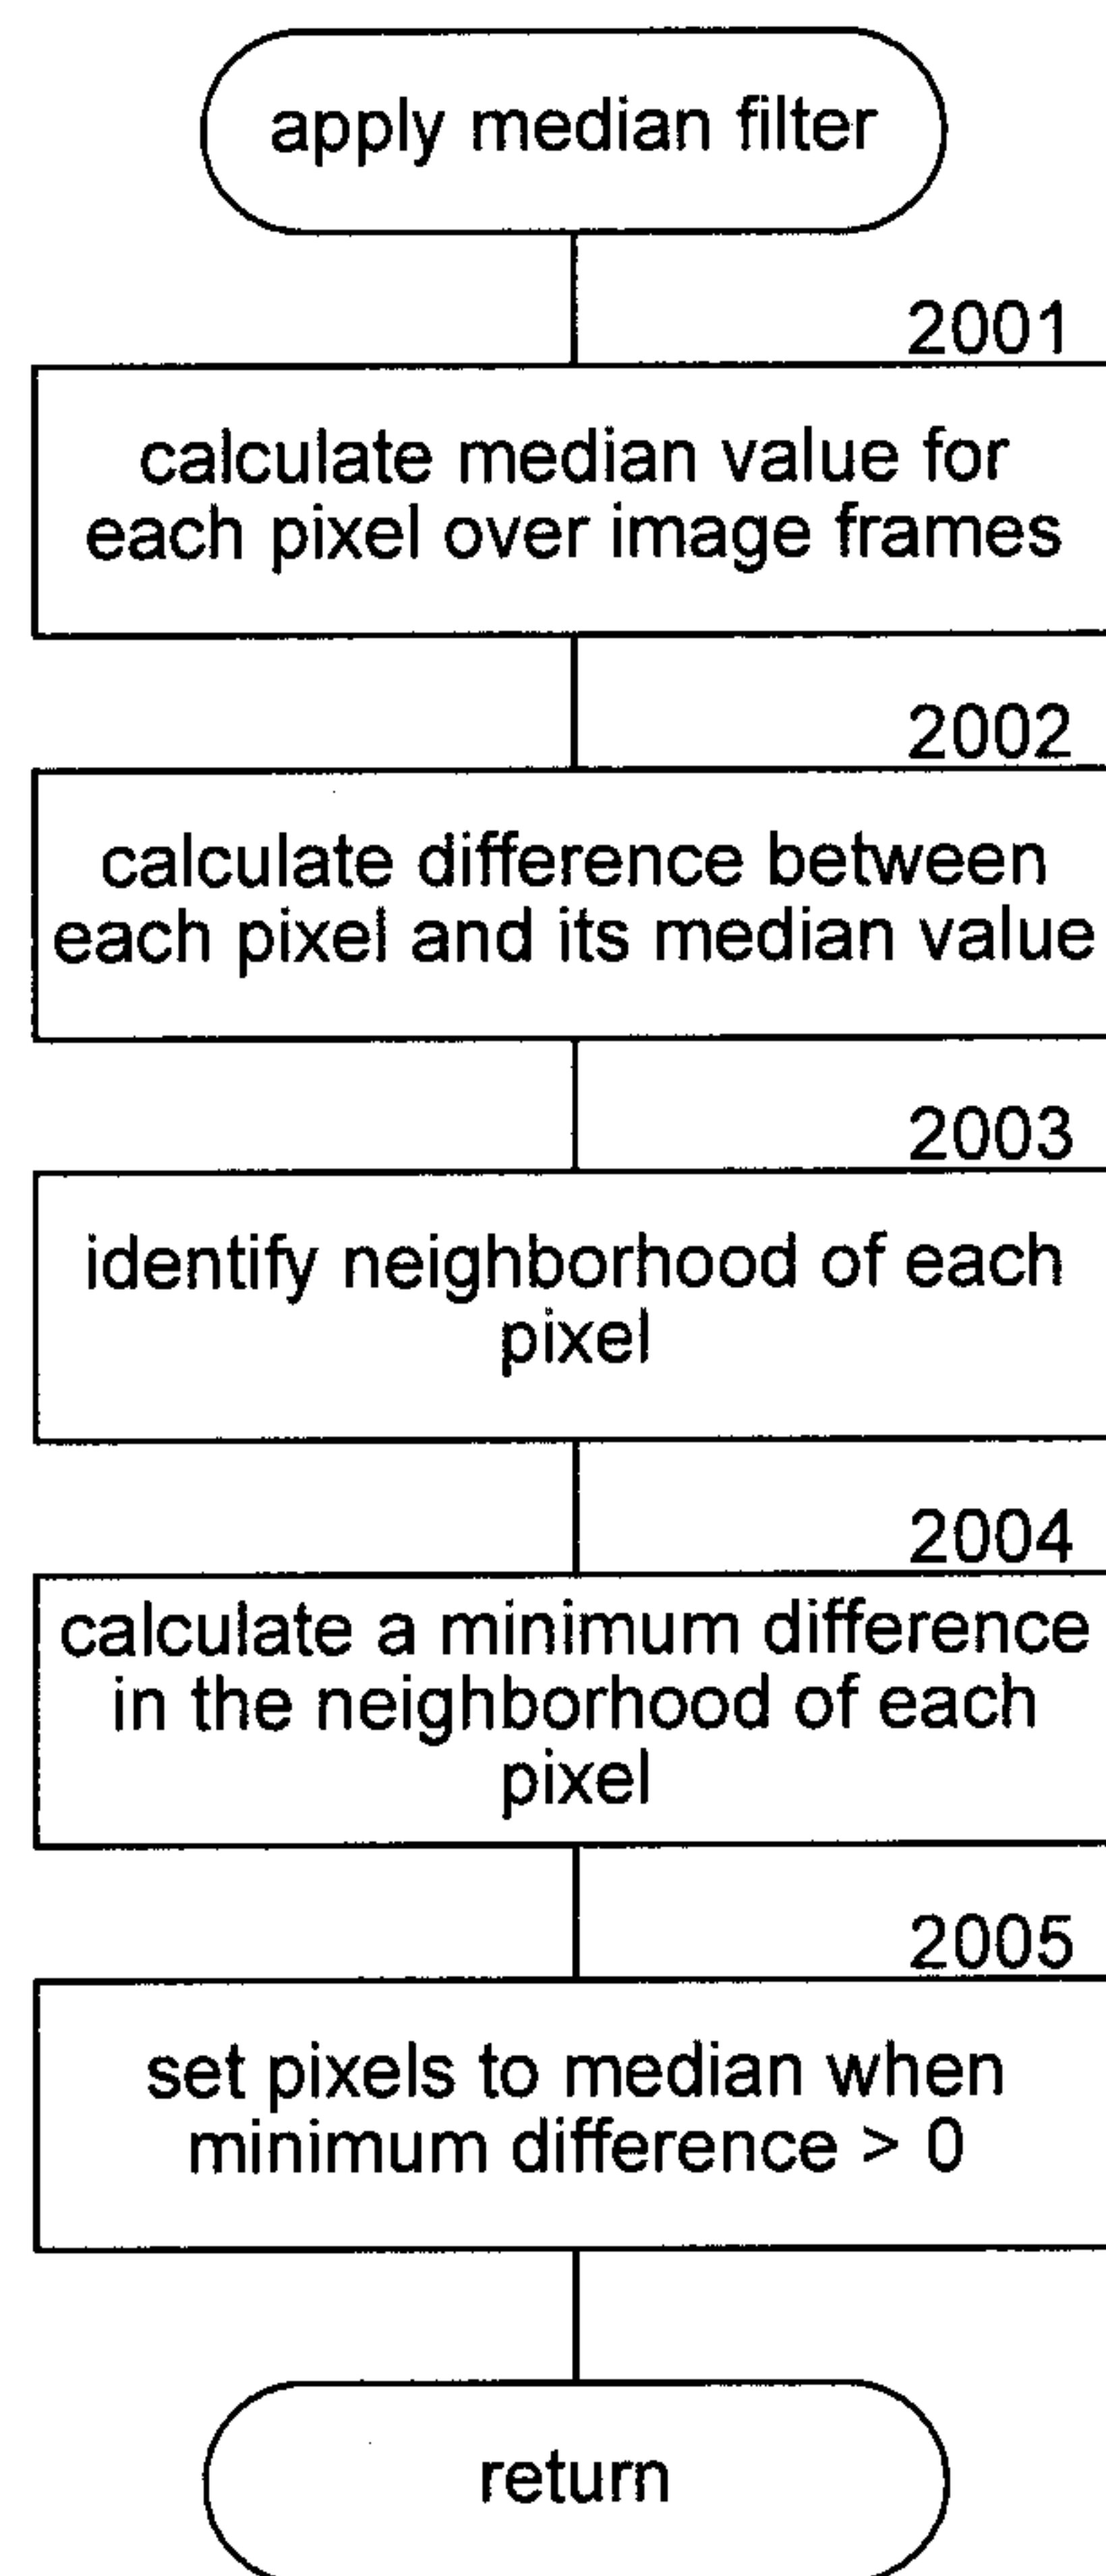 apply median filter
2001
calculate median value for
each pixel over image frames
2002
calculate difference between
each pixel and its median value
2003
identify neighborhood of each
pixel
2004
calculate a minimum difference
in the neighborhood of each
pixel
2005
set pixels to median when
minimum difference > 0
return